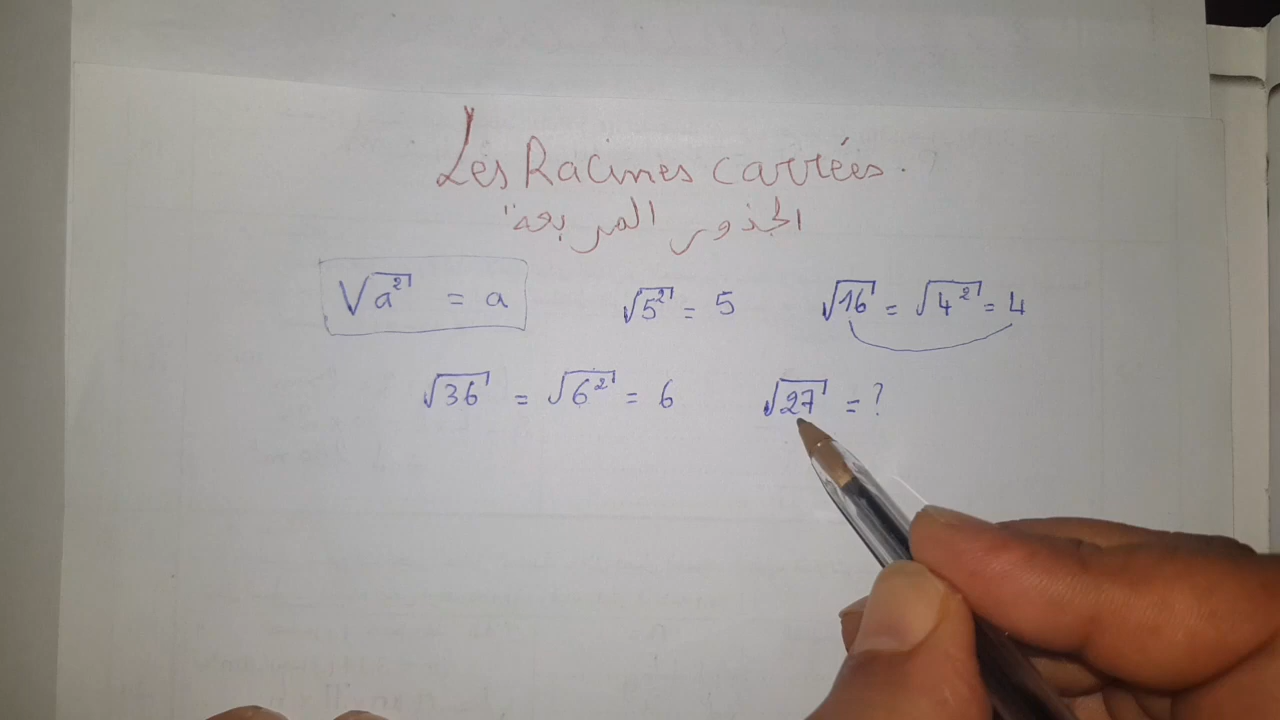 Les Racines carrées.
الجذور المربعة
√a² = a √5² = 5 √16 = √4² = 4
√36 = √6² = 6 √27 = ?